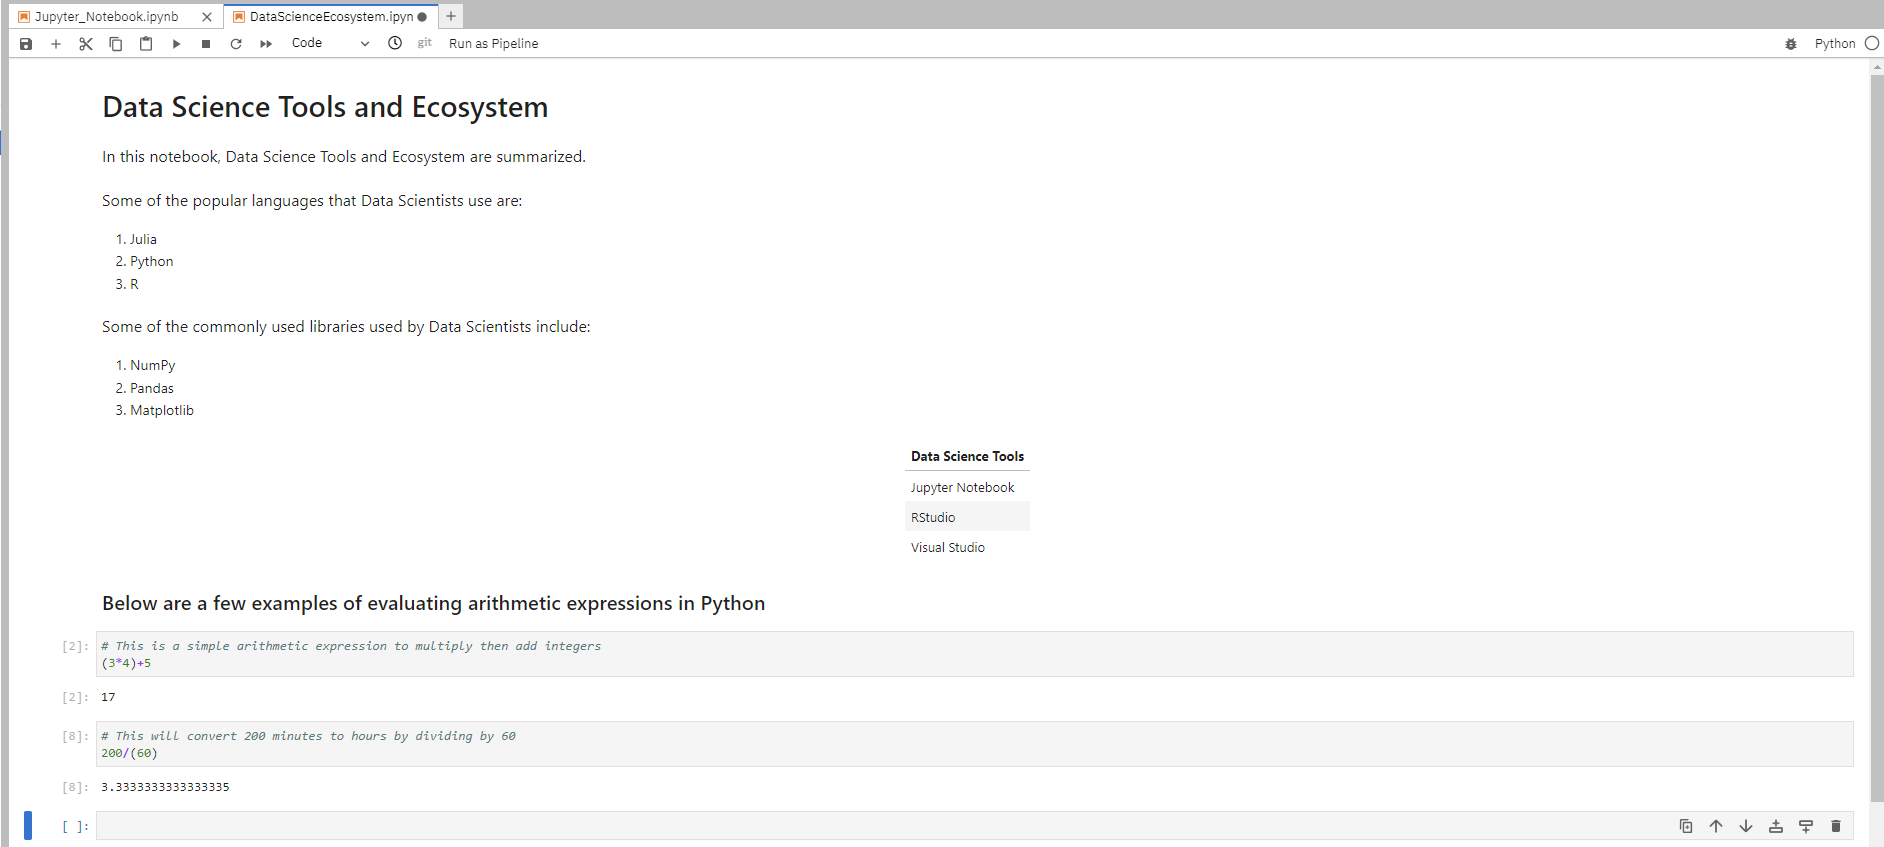 Jupyter_Notebook.ipynb
DataScienceEcosystem.ipyn
Code
git
Run as Pipeline
Python
Data Science Tools and Ecosystem
In this notebook, Data Science Tools and Ecosystem are summarized.
Some of the popular languages that Data Scientists use are:
1. Julia
2. Python
3. R
Some of the commonly used libraries used by Data Scientists include:
1. NumPy
2. Pandas
3. Matplotlib
Data Science Tools
Jupyter Notebook
RStudio
Visual Studio
Below are a few examples of evaluating arithmetic expressions in Python
[2]: # This is a simple arithmetic expression to multiply then add integers
(3*4)+5
[2]: 17
[8]: # This will convert 200 minutes to hours by dividing by 60
200/(60)
[8]: 3.3333333333333335
[ ]: